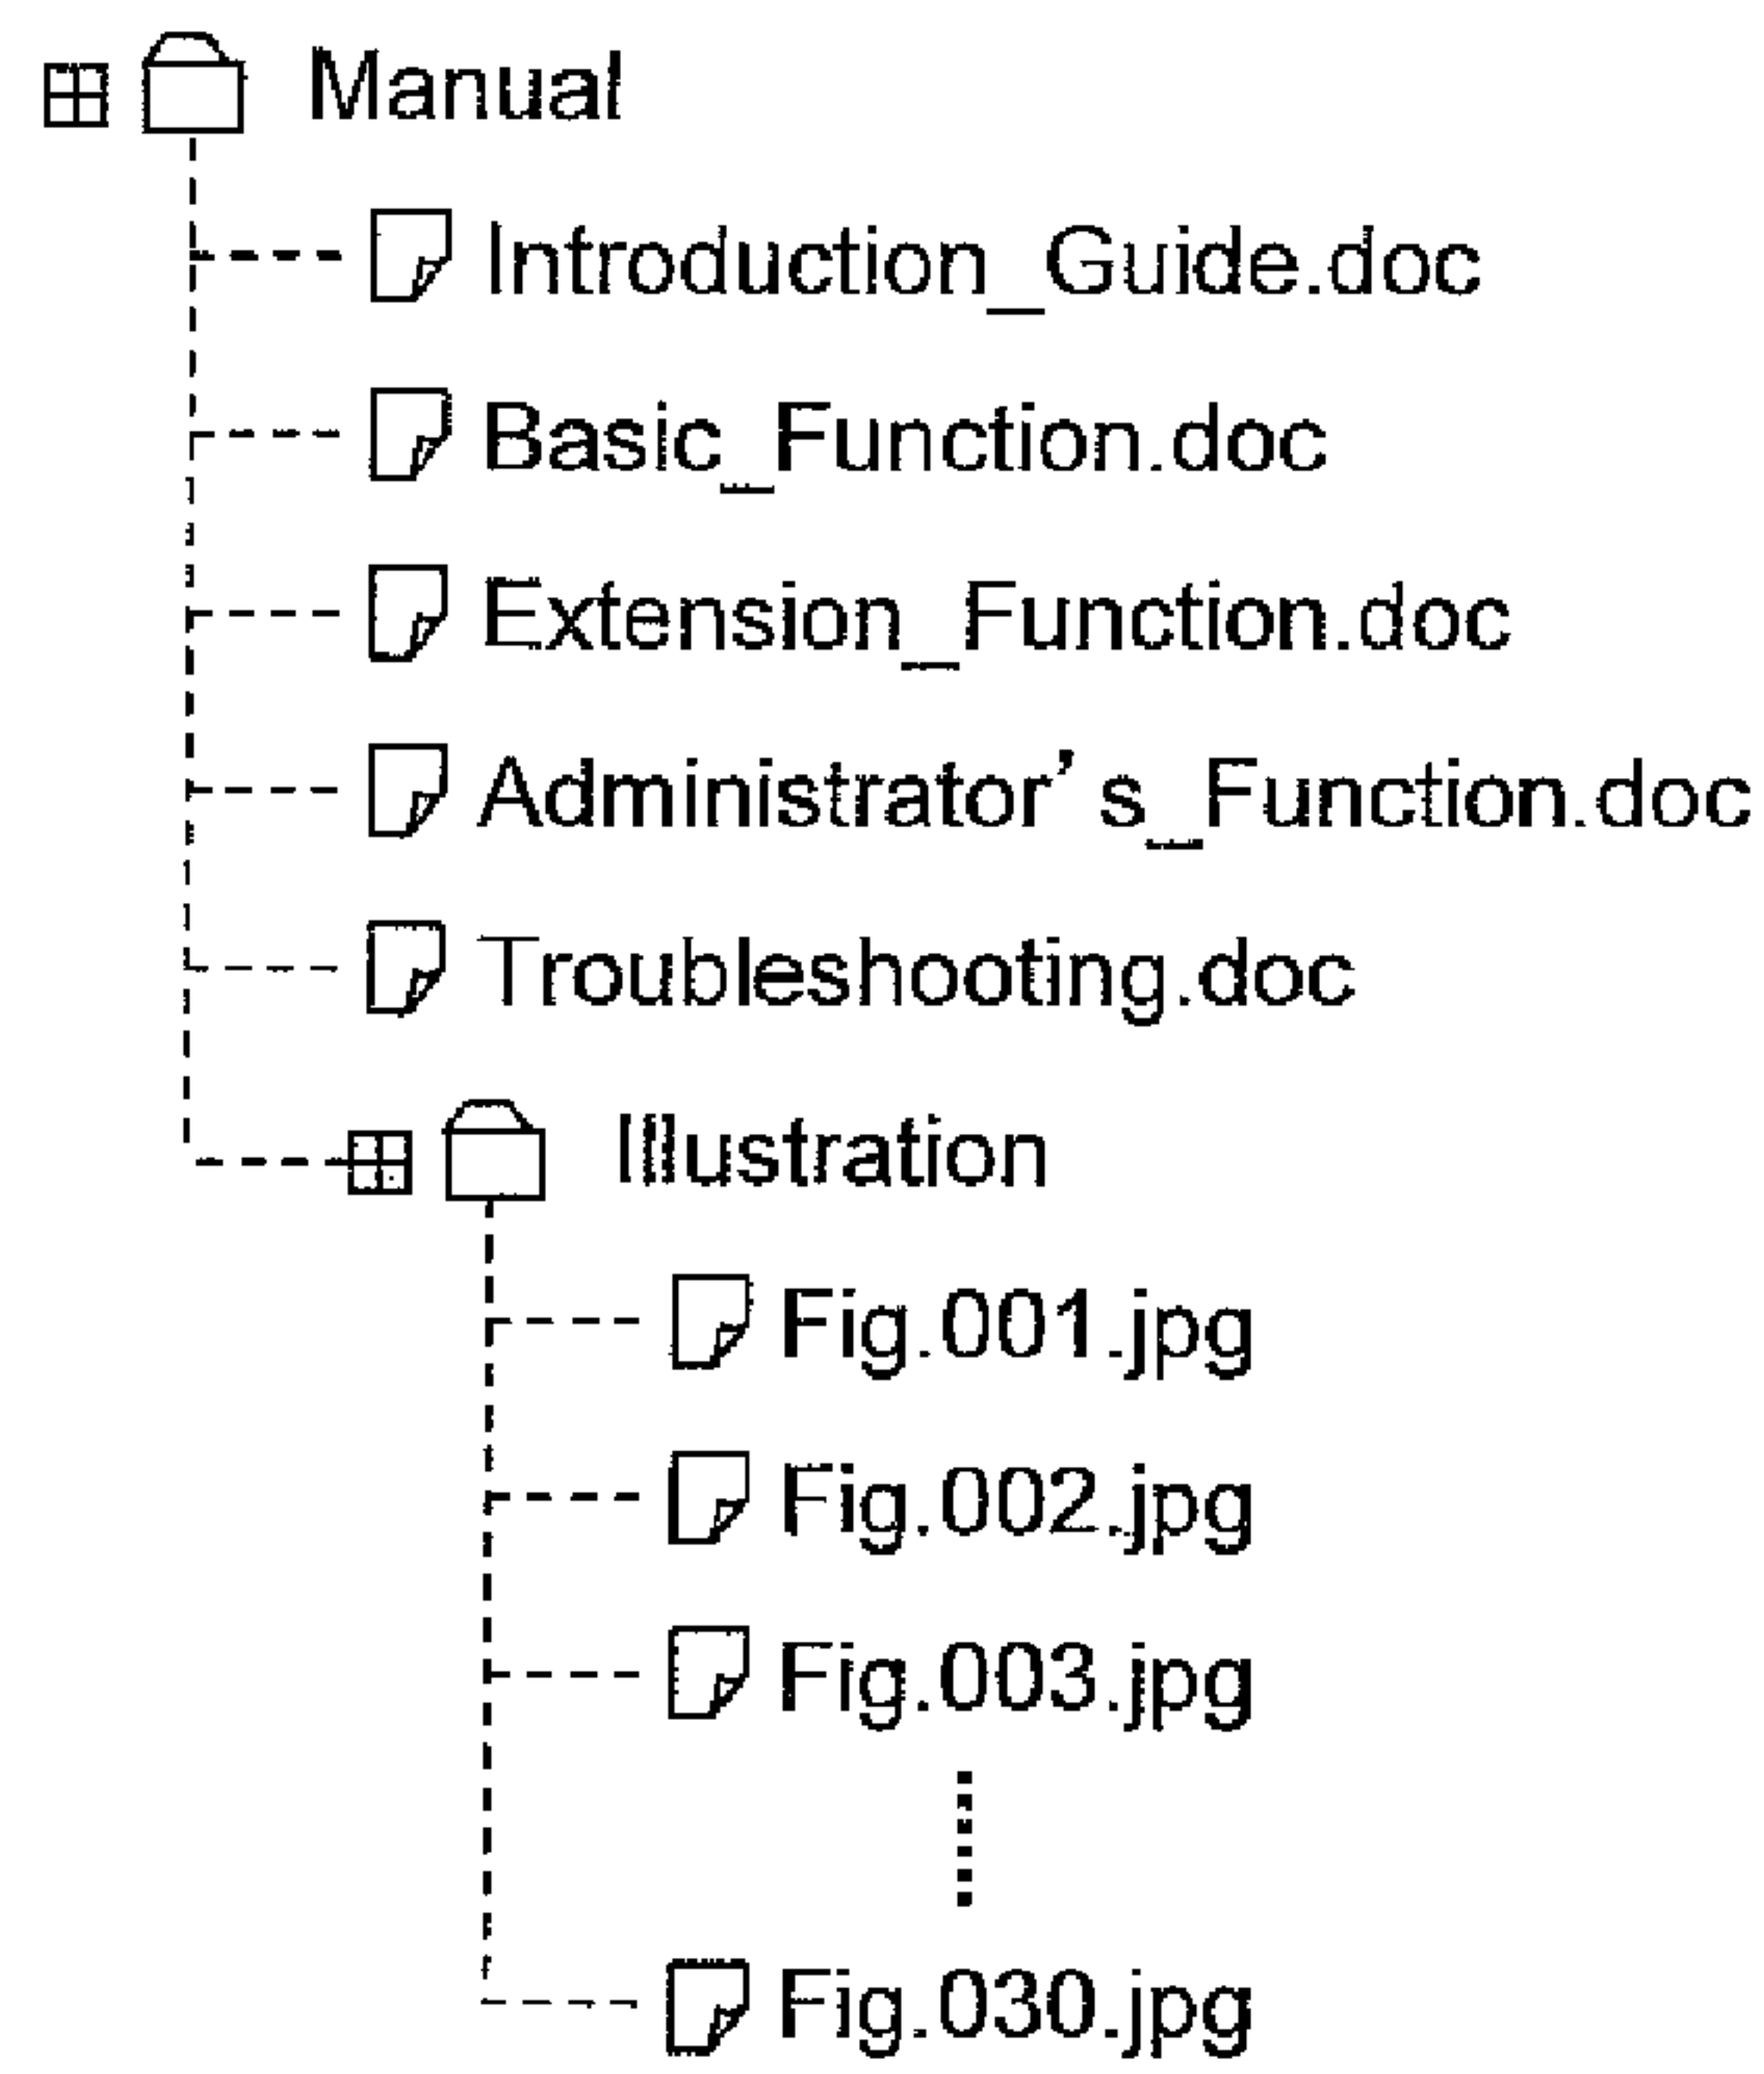 Manual
Introduction_Guide.doc
Basic_Function.doc
Extension_Function.doc
Administrator's_Function.doc
Troubleshooting.doc
Illustration
Fig.001.jpg
Fig.002.jpg
Fig.003.jpg
Fig.030.jpg